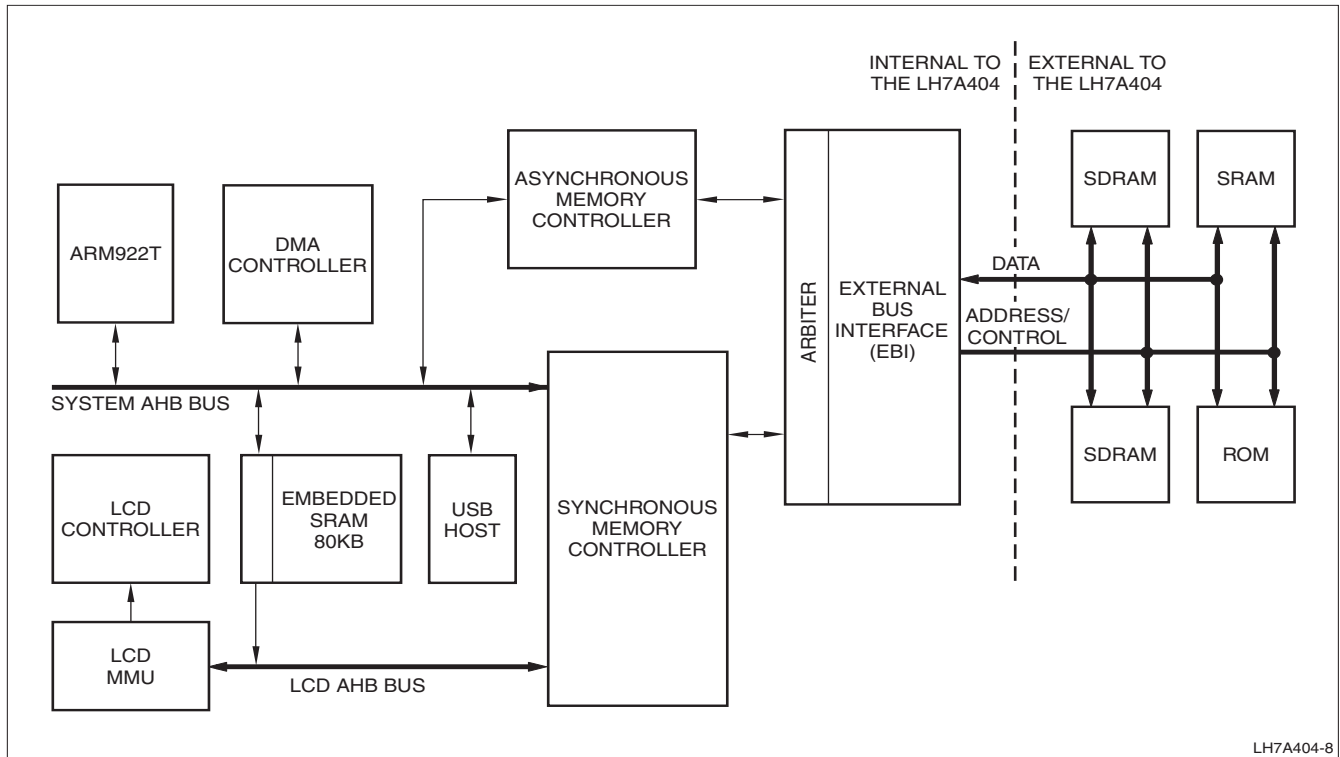 INTERNAL TO
THE LH7A404
EXTERNAL TO
THE LH7A404
ARM922T
DMA
CONTROLLER
ASYNCHRONOUS
MEMORY
CONTROLLER
ARBITER
EXTERNAL
BUS
INTERFACE
(EBI)
SDRAM
SRAM
DATA
ADDRESS/
CONTROL
SDRAM
ROM
SYSTEM AHB BUS
LCD
CONTROLLER
EMBEDDED
SRAM
80KB
USB
HOST
SYNCHRONOUS
MEMORY
CONTROLLER
LCD
MMU
LCD AHB BUS
LH7A404-8